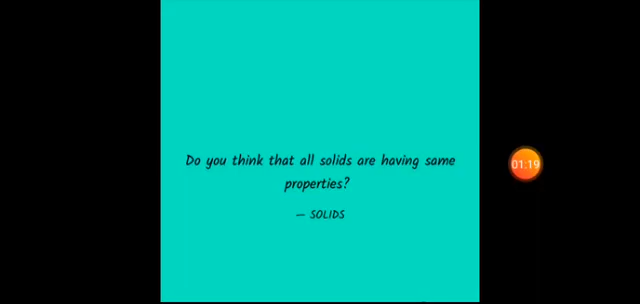 Do you think that all solids are having same
properties?
— SOLIDS
01:19